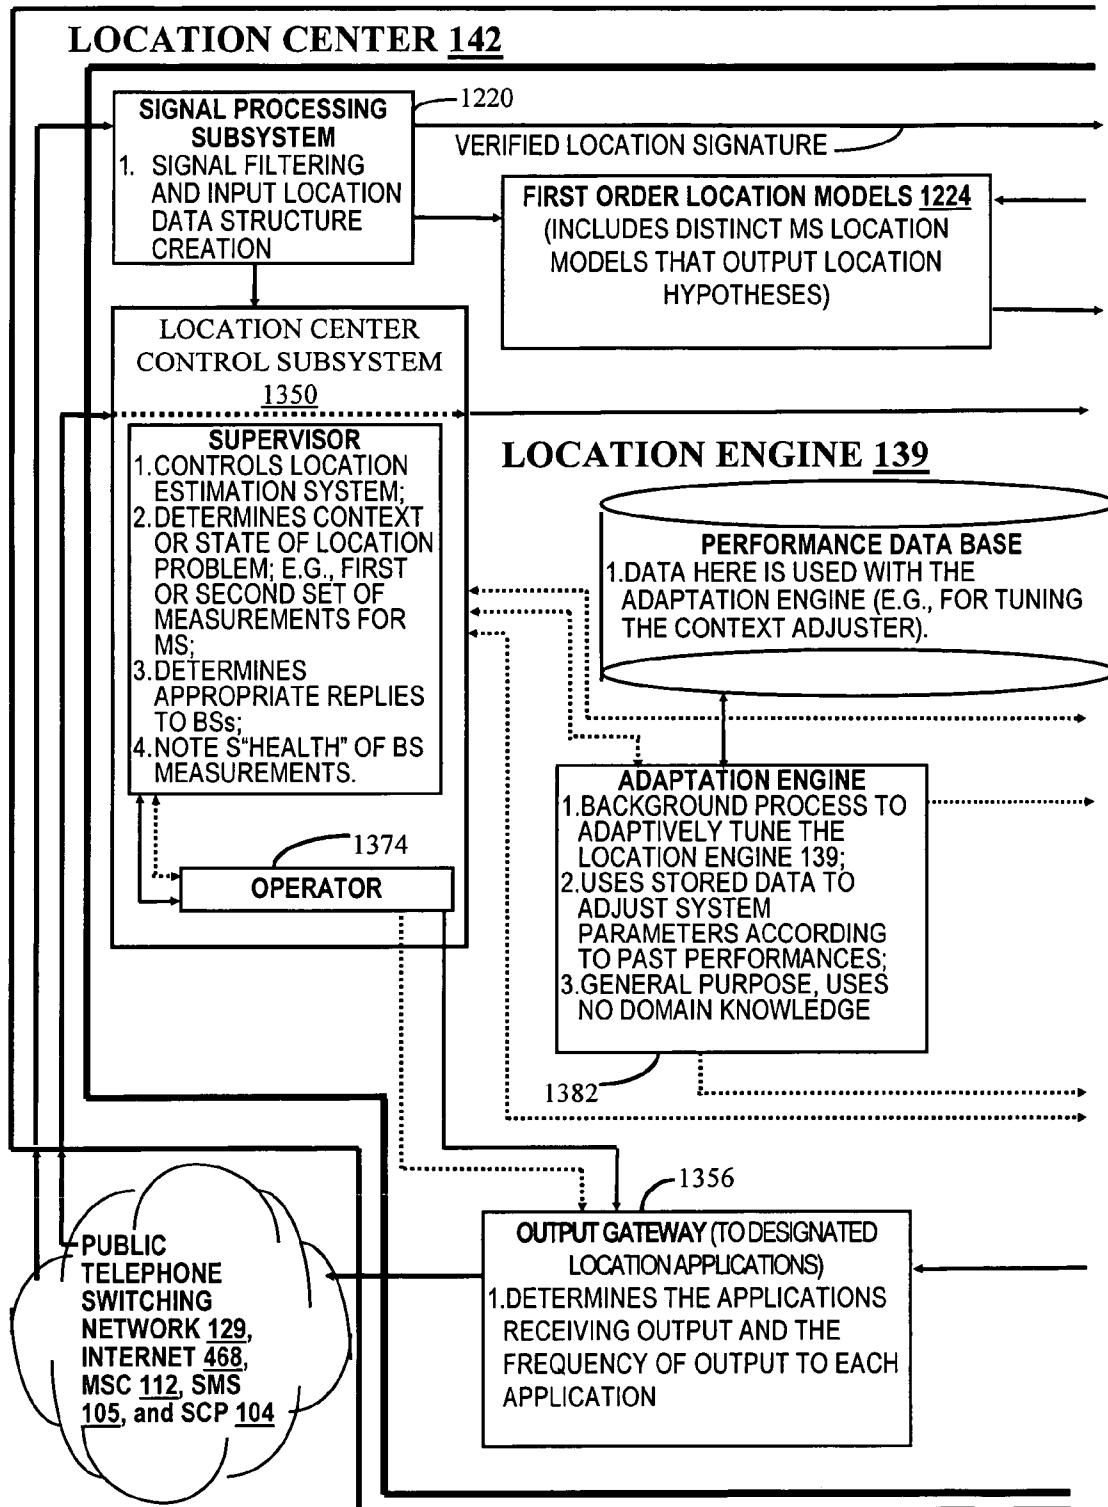 LOCATION CENTER 142
SIGNAL PROCESSING
SUBSYSTEM
1. SIGNAL FILTERING
AND INPUT LOCATION
DATA STRUCTURE
CREATION
1220
VERIFIED LOCATION SIGNATURE
FIRST ORDER LOCATION MODELS 1224
(INCLUDES DISTINCT MS LOCATION
MODELS THAT OUTPUT LOCATION
HYPOTHESES)
LOCATION CENTER
CONTROL SUBSYSTEM
1350
SUPERVISOR
1.CONTROLS LOCATION
ESTIMATION SYSTEM;
2.DETERMINES CONTEXT
OR STATE OF LOCATION
PROBLEM; E.G., FIRST
OR SECOND SET OF
MEASUREMENTS FOR
MS;
3.DETERMINES
APPROPRIATE REPLIES
TO BSs;
4.NOTE S“HEALTH” OF BS
MEASUREMENTS.
1374
OPERATOR
LOCATION ENGINE 139
PERFORMANCE DATA BASE
1.DATA HERE IS USED WITH THE
ADAPTATION ENGINE (E.G., FOR TUNING
THE CONTEXT ADJUSTER).
ADAPTATION ENGINE
1.BACKGROUND PROCESS TO
ADAPTIVELY TUNE THE
LOCATION ENGINE 139;
2.USES STORED DATA TO
ADJUST SYSTEM
PARAMETERS ACCORDING
TO PAST PERFORMANCES;
3.GENERAL PURPOSE, USES
NO DOMAIN KNOWLEDGE
1382
1356
OUTPUT GATEWAY (TO DESIGNATED
LOCATION APPLICATIONS)
1.DETERMINES THE APPLICATIONS
RECEIVING OUTPUT AND THE
FREQUENCY OF OUTPUT TO EACH
APPLICATION
PUBLIC
TELEPHONE
SWITCHING
NETWORK 129,
INTERNET 468,
MSC 112, SMS
105, and SCP 104